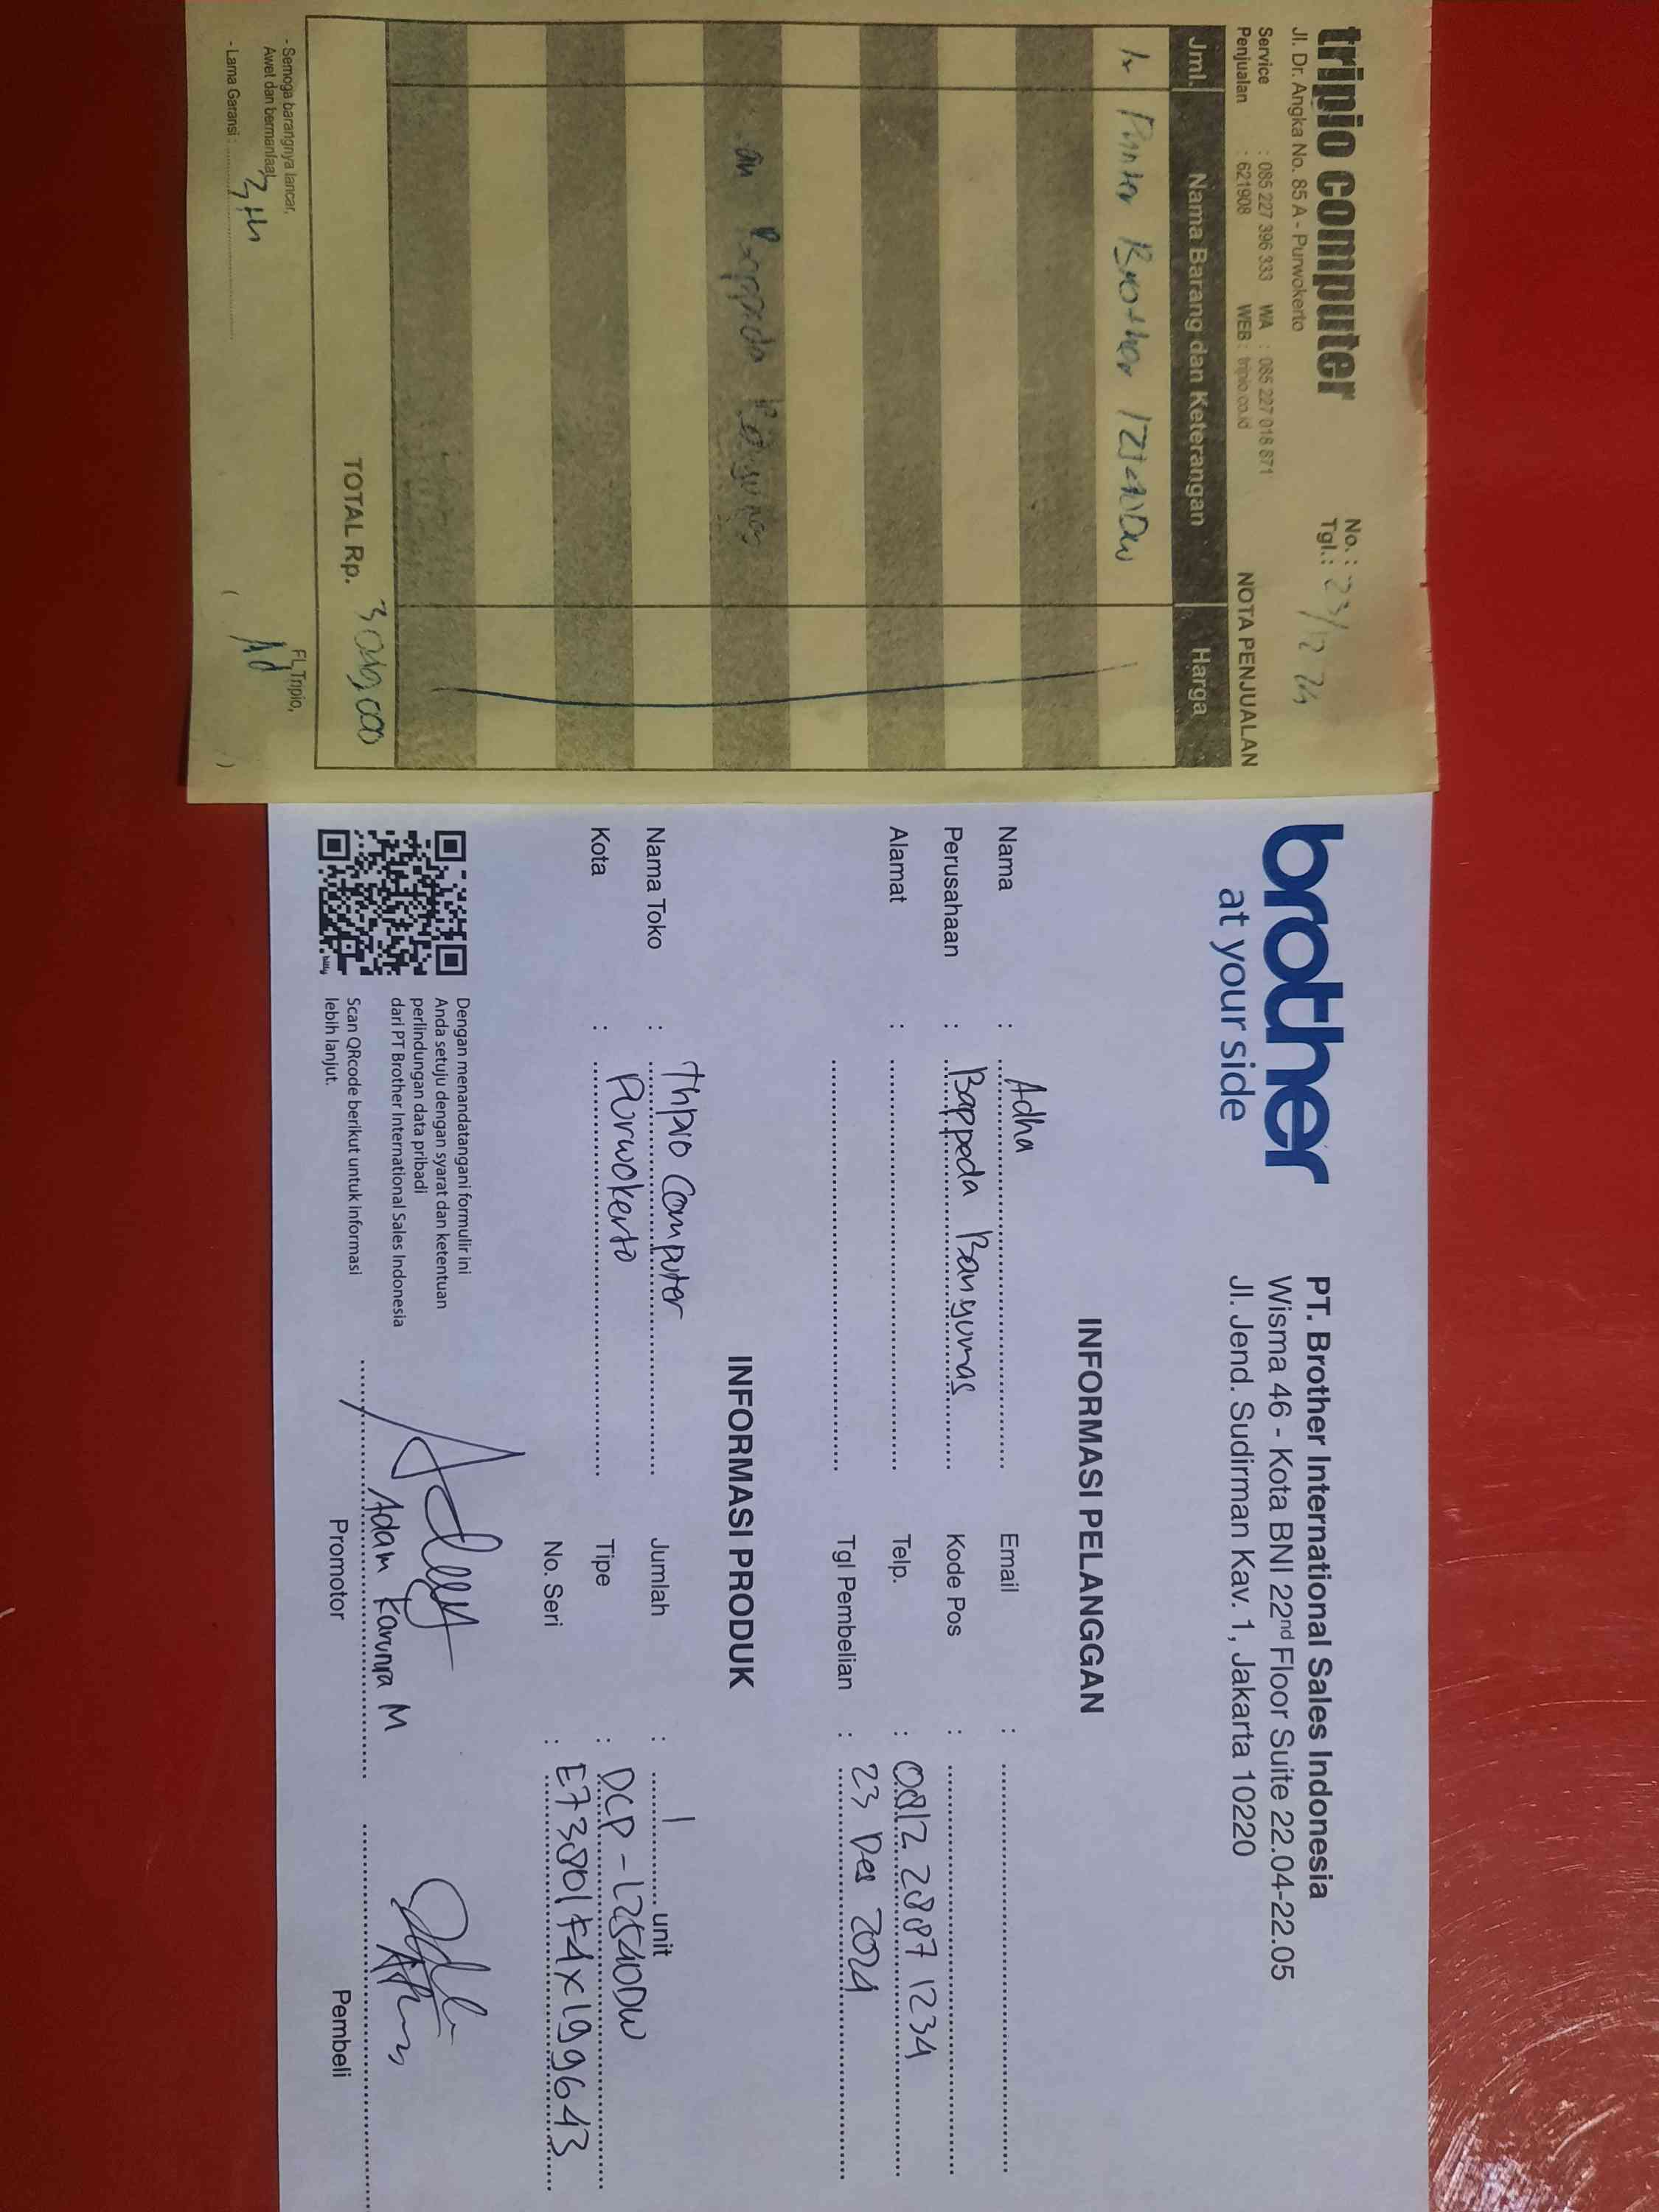 tripio computer
Jl. Dr. Angka No. 85 A - Purwokerto
No. :
Tgl.: 23/12 24
Service : 085 227 396 333 WA : 085 227 018 871
Penjualan : 621908 WEB : tripio.co.id
NOTA PENJUALAN
Jml. Nama Barang dan Keterangan Harga
1x Printer Brother
an Bappeda Banyumas
TOTAL Rp.
- Semoga barangnya lancar,
Awet dan bermanfaat
- Lama Garansi : 3 th
Tripio,
( Ad )
brother
at your side
PT. Brother International Sales Indonesia
Wisma 46 - Kota BNI 22nd Floor Suite 22.04-22.05
Jl. Jend. Sudirman Kav. 1, Jakarta 10220
INFORMASI PELANGGAN
Nama : Adha Email :
Perusahaan : Bappeda Banyumas Kode Pos :
Alamat : Telp. : 0812 2887 1234
Tgl Pembelian : 23 Des 2024
INFORMASI PRODUK
Nama Toko : Tripio Computer Jumlah : 1 unit
Kota : Purwokerto Tipe : DCP-L2540DW
No. Seri : E73801F4X199643
Dengan menandatangani formulir ini
Anda setuju dengan syarat dan ketentuan
perlindungan data pribadi
dari PT Brother International Sales Indonesia
Scan QRcode berikut untuk informasi
lebih lanjut.
Adam M
Promotor Pembeli